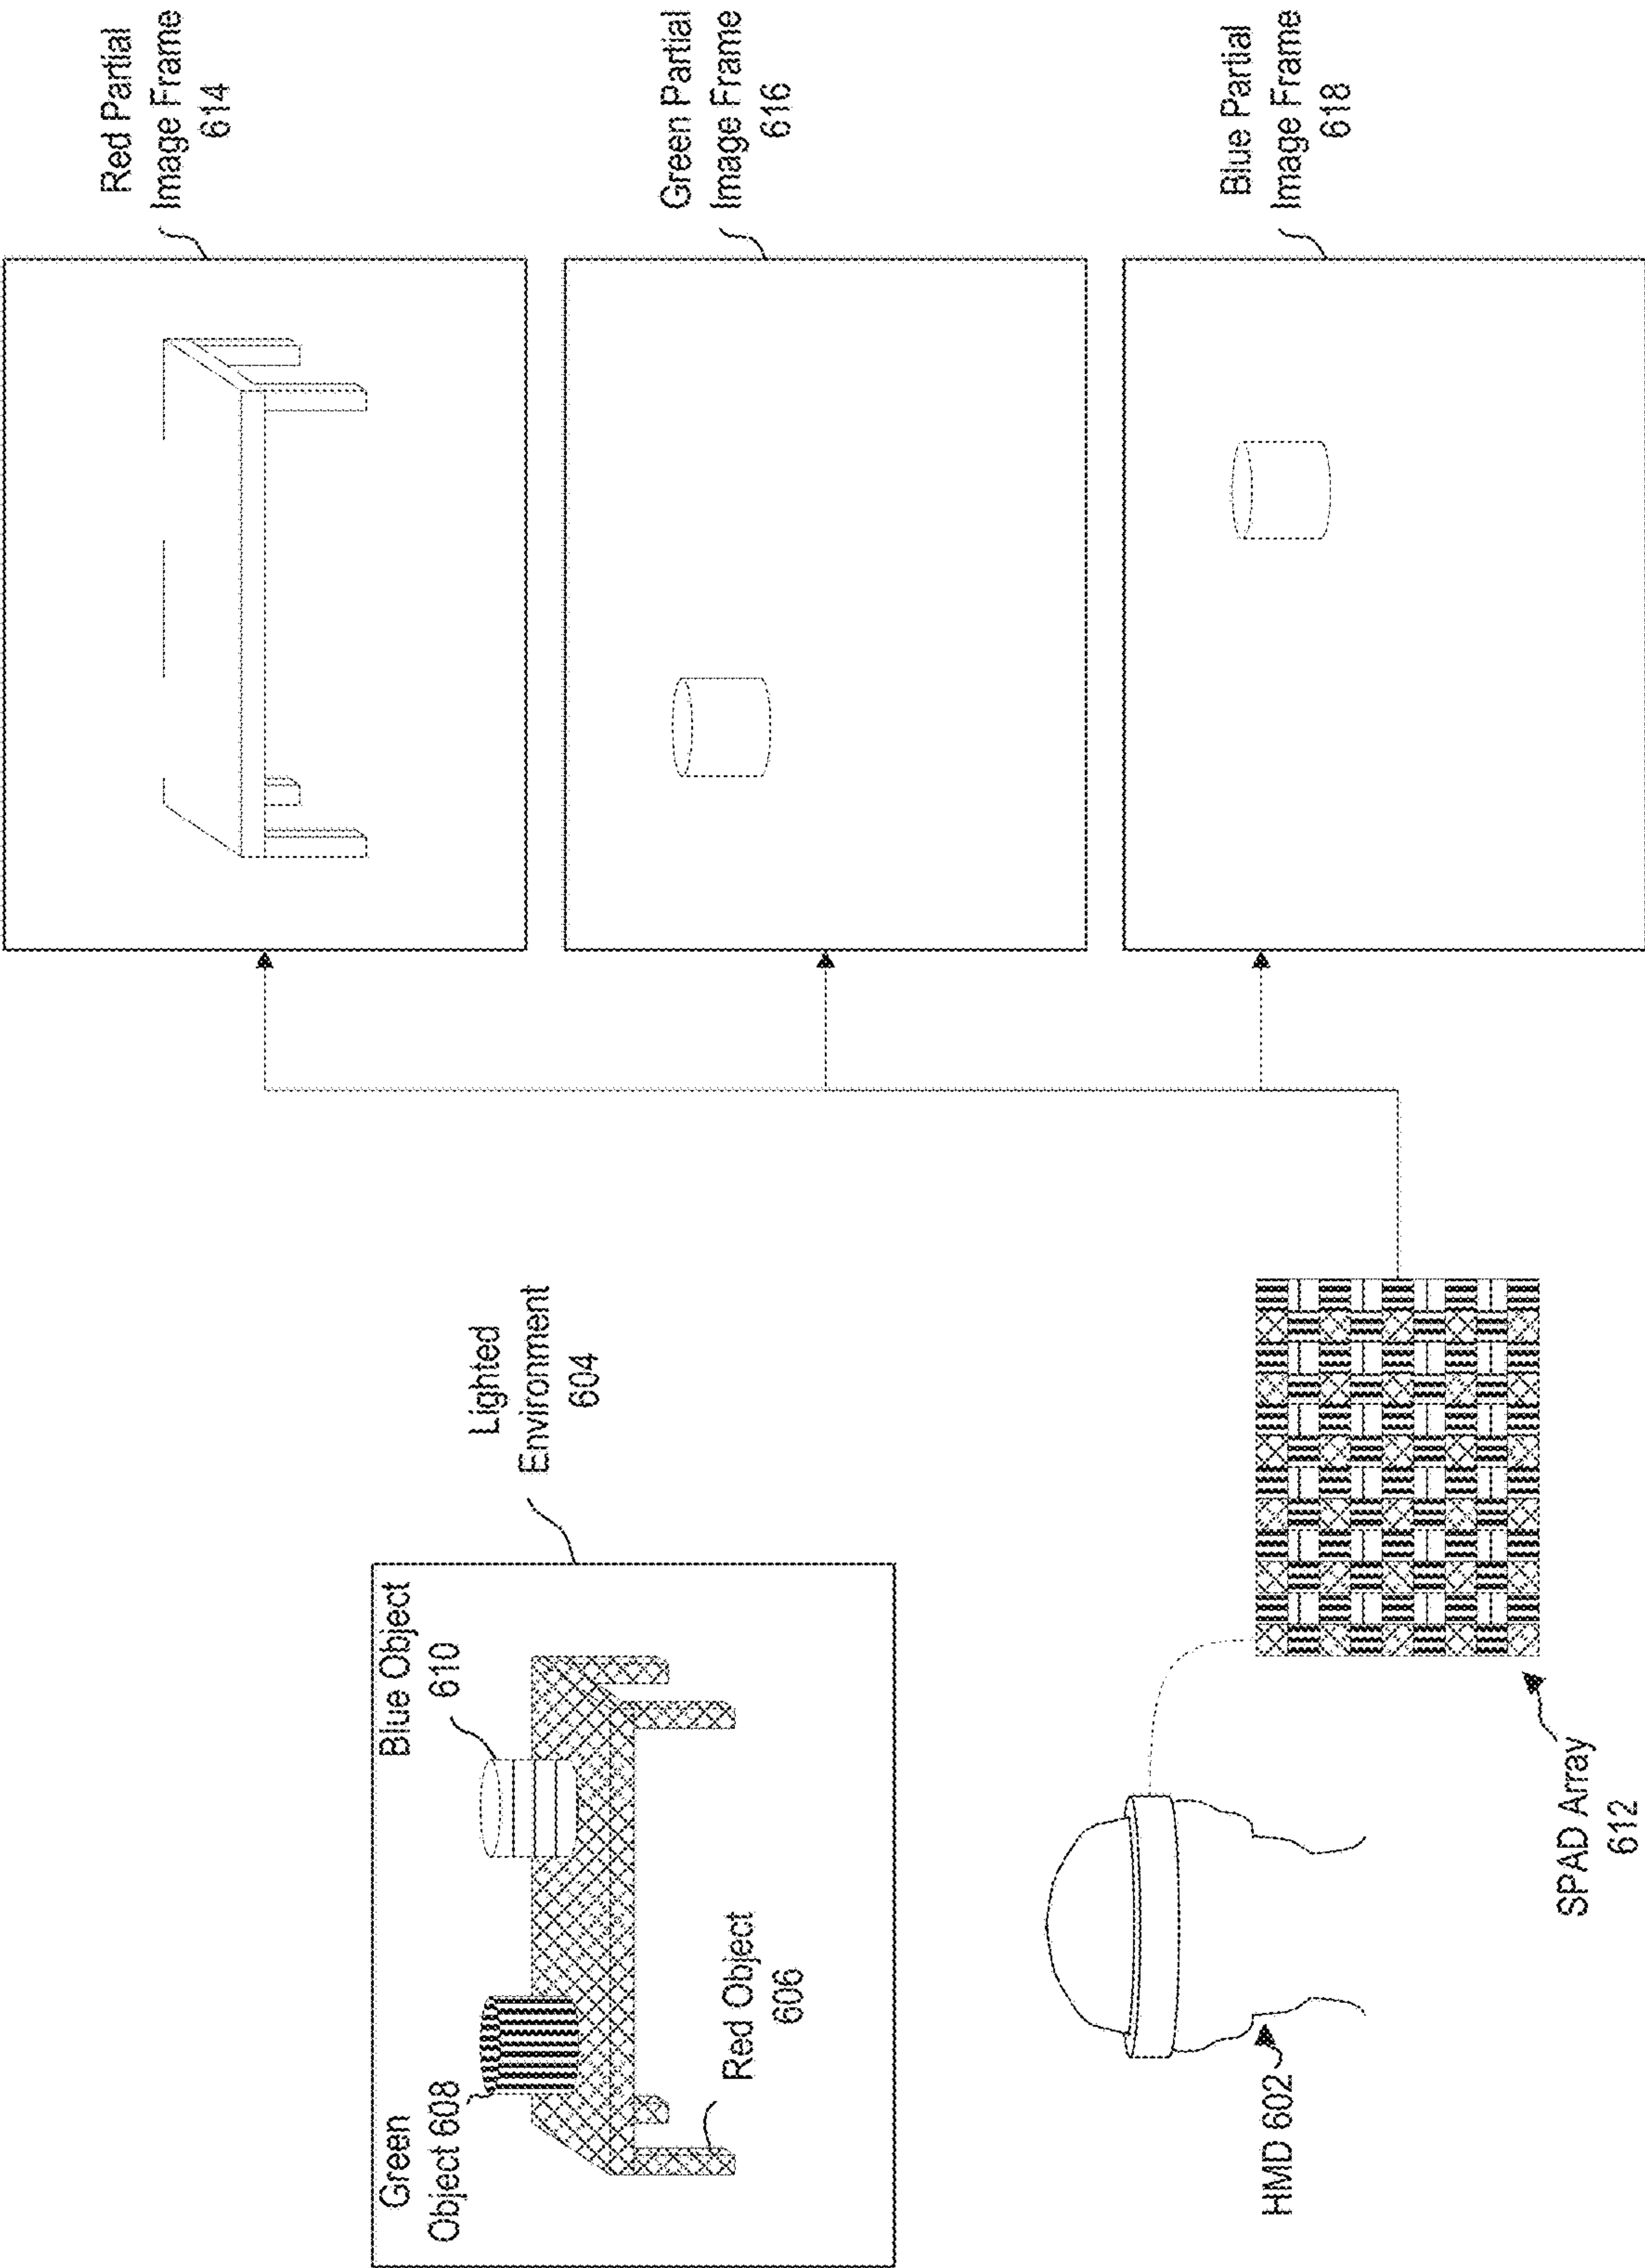 Green
Object 608
Blue Object
610
Red Object
606
Lighted
Environment
604
HMD 602
SPAD Array
612
Red Partial
Image Frame
614
Green Partial
Image Frame
616
Blue Partial
Image Frame
618